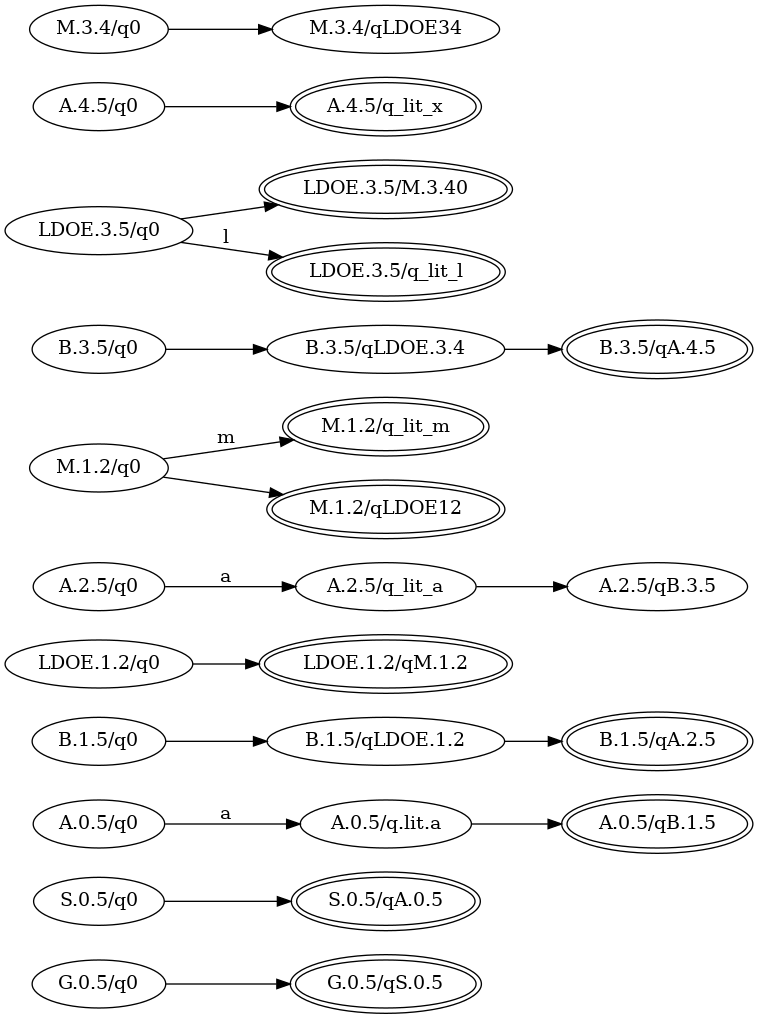 M.3.4/q0 M.3.4/qLDOE34
A.4.5/q0 A.4.5/q_lit_x
LDOE.3.5/M.3.40
LDOE.3.5/q0
l
LDOE.3.5/q_lit_l
B.3.5/q0 B.3.5/qLDOE.3.4 B.3.5/qA.4.5
M.1.2/q_lit_m
m
M.1.2/q0
M.1.2/qLDOE12
A.2.5/q0 a A.2.5/q_lit_a A.2.5/qB.3.5
LDOE.1.2/q0 LDOE.1.2/qM.1.2
B.1.5/q0 B.1.5/qLDOE.1.2 B.1.5/qA.2.5
A.0.5/q0 a A.0.5/q.lit.a A.0.5/qB.1.5
S.0.5/q0 S.0.5/qA.0.5
G.0.5/q0 G.0.5/qS.0.5